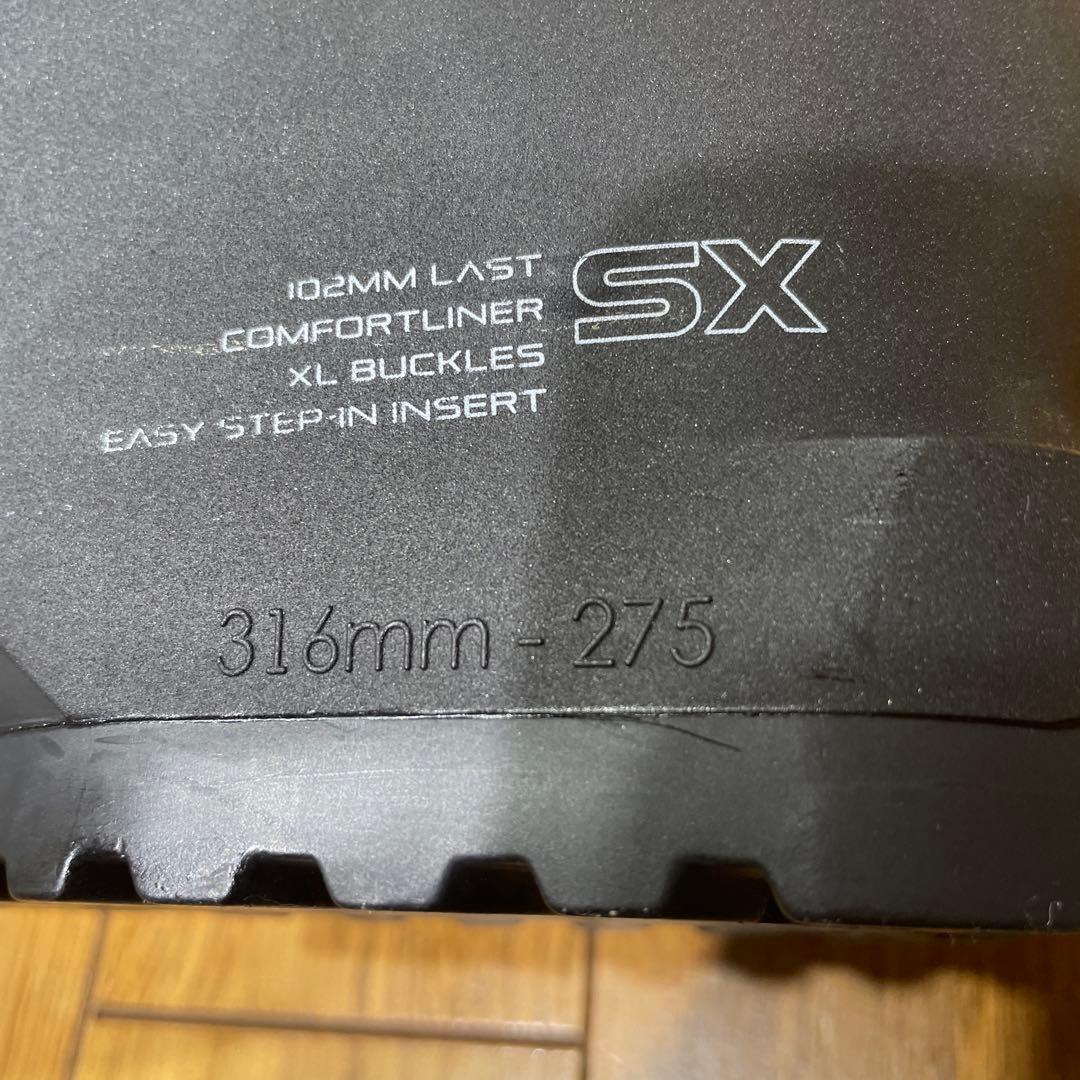 102MM LAST
COMFORTLINER
XL BUCKLES
EASY STEP-IN INSERT
SX
316mm - 275